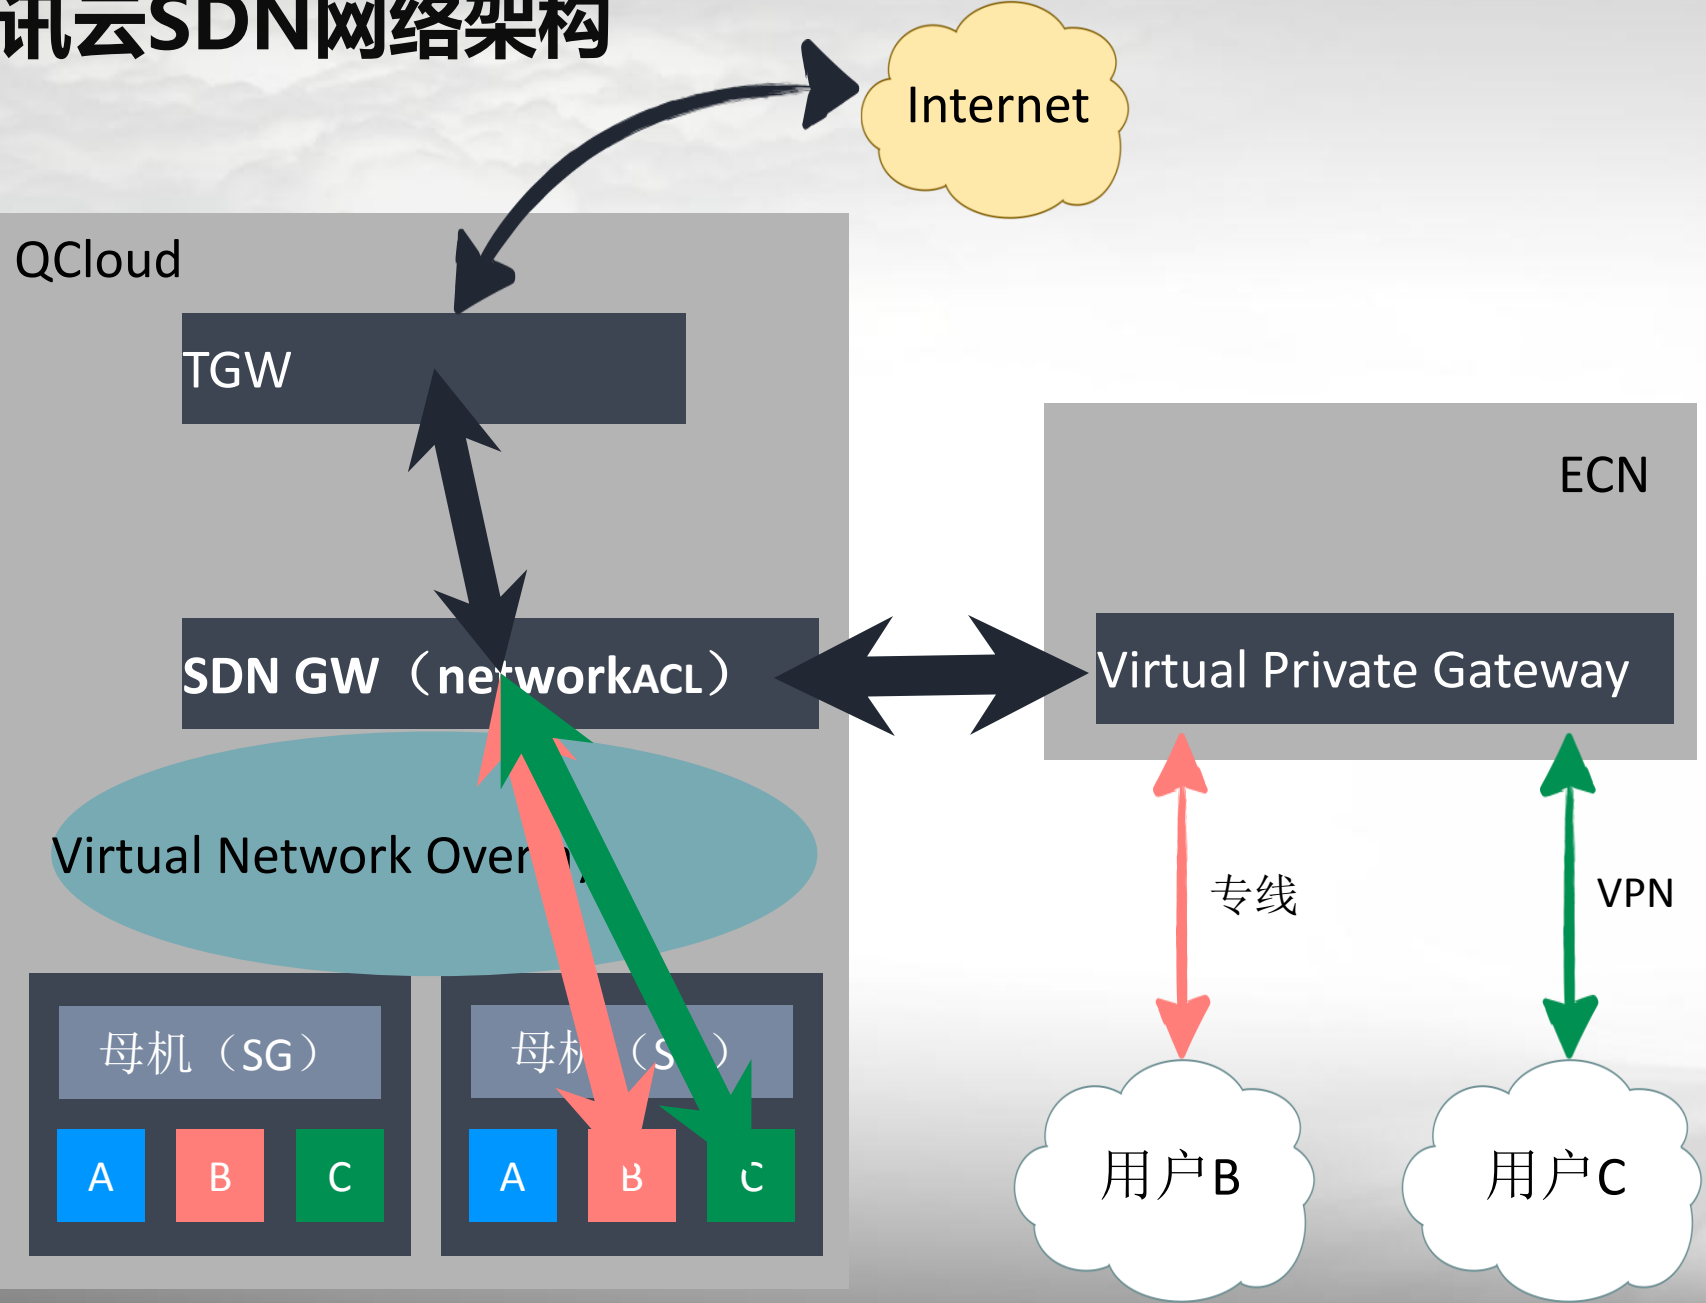 讯云SDN网络架构
Internet
QCloud
TGW
ECN
SDN GW（networkACL）
Virtual Private Gateway
Virtual Network
专线
VPN
母机（SG）
母机
A
B
C
A
B
C
用户B
用户C